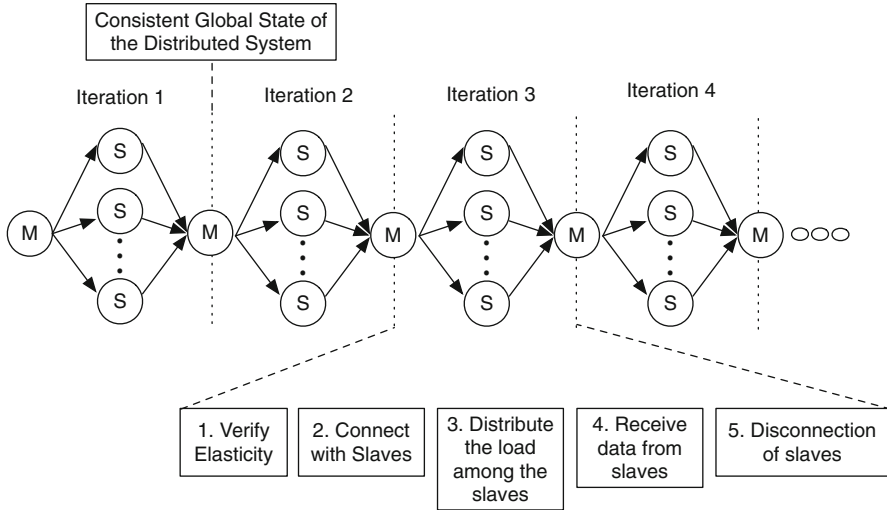 Consistent Global State of
the Distributed System
Iteration 1
Iteration 2
Iteration 3
Iteration 4
S
S
S
S
M
S
M
S
M
S
M
S
M
S
S
S
S
1. Verify
Elasticity
2. Connect
with Slaves
3. Distribute
the load
among the
slaves
4. Receive
data from
slaves
5. Disconnection
of slaves